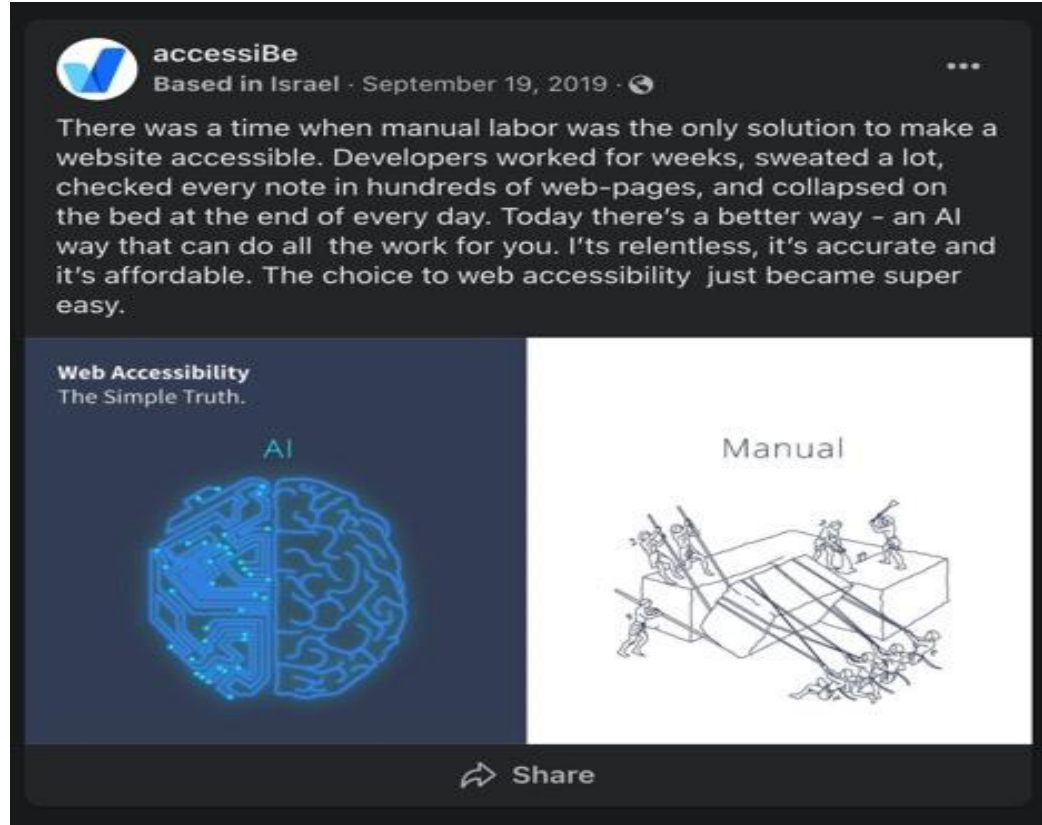 accessiBe
Based in Israel · September 19, 2019 ·
There was a time when manual labor was the only solution to make a
website accessible. Developers worked for weeks, sweated a lot,
checked every note in hundreds of web-pages, and collapsed on
the bed at the end of every day. Today there's a better way – an AI
way that can do all the work for you. I'ts relentless, it's accurate and
it's affordable. The choice to web accessibility just became super
easy.
Web Accessibility
The Simple Truth.
AI
Manual
Share